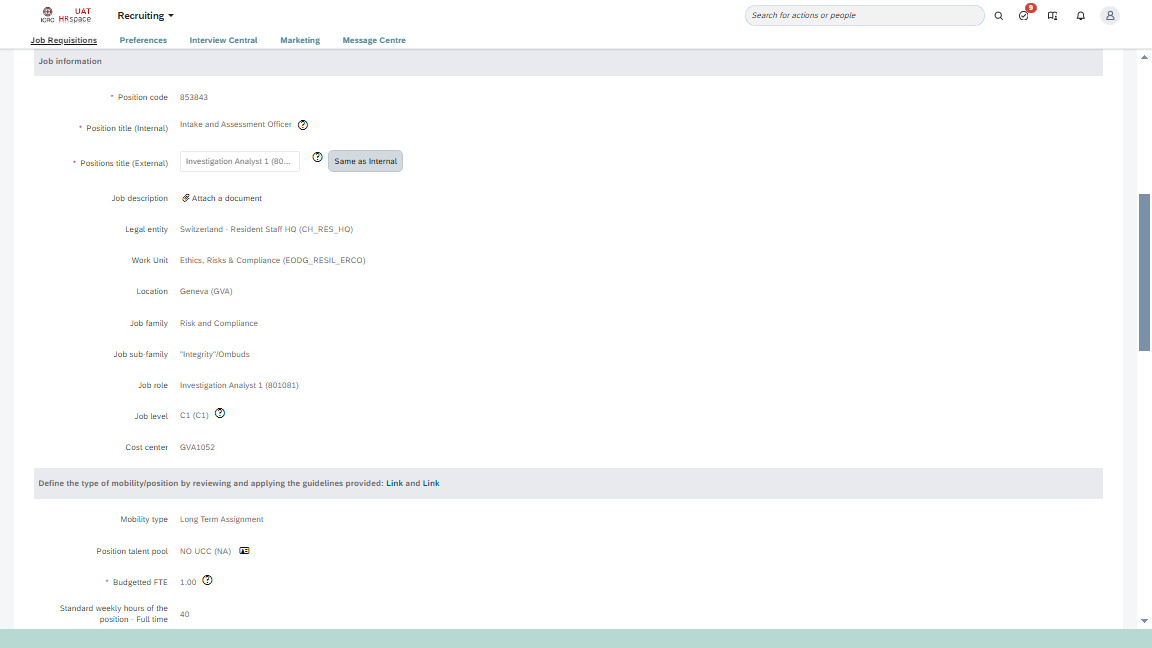 ICRC UAT HRspace Recruiting Search for actions or people 9
Job Requisitions Preferences Interview Central Marketing Message Centre
Job information
* Position code 853843
* Position title (Internal) Intake and Assessment Officer
* Positions title (External) Investigation Analyst 1 (80... Same as Internal
Job description Attach a document
Legal entity Switzerland - Resident Staff HQ (CH_RES_HQ)
Work Unit Ethics, Risks & Compliance (EODG_RESIL_ERCO)
Location Geneva (GVA)
Job family Risk and Compliance
Job sub-family "Integrity"/Ombuds
Job role Investigation Analyst 1 (801081)
Job level C1 (C1)
Cost center GVA1052
Define the type of mobility/position by reviewing and applying the guidelines provided: Link and Link
Mobility type Long Term Assignment
Position talent pool NO UCC (NA)
* Budgetted FTE 1.00
Standard weekly hours of the
position - Full time 40